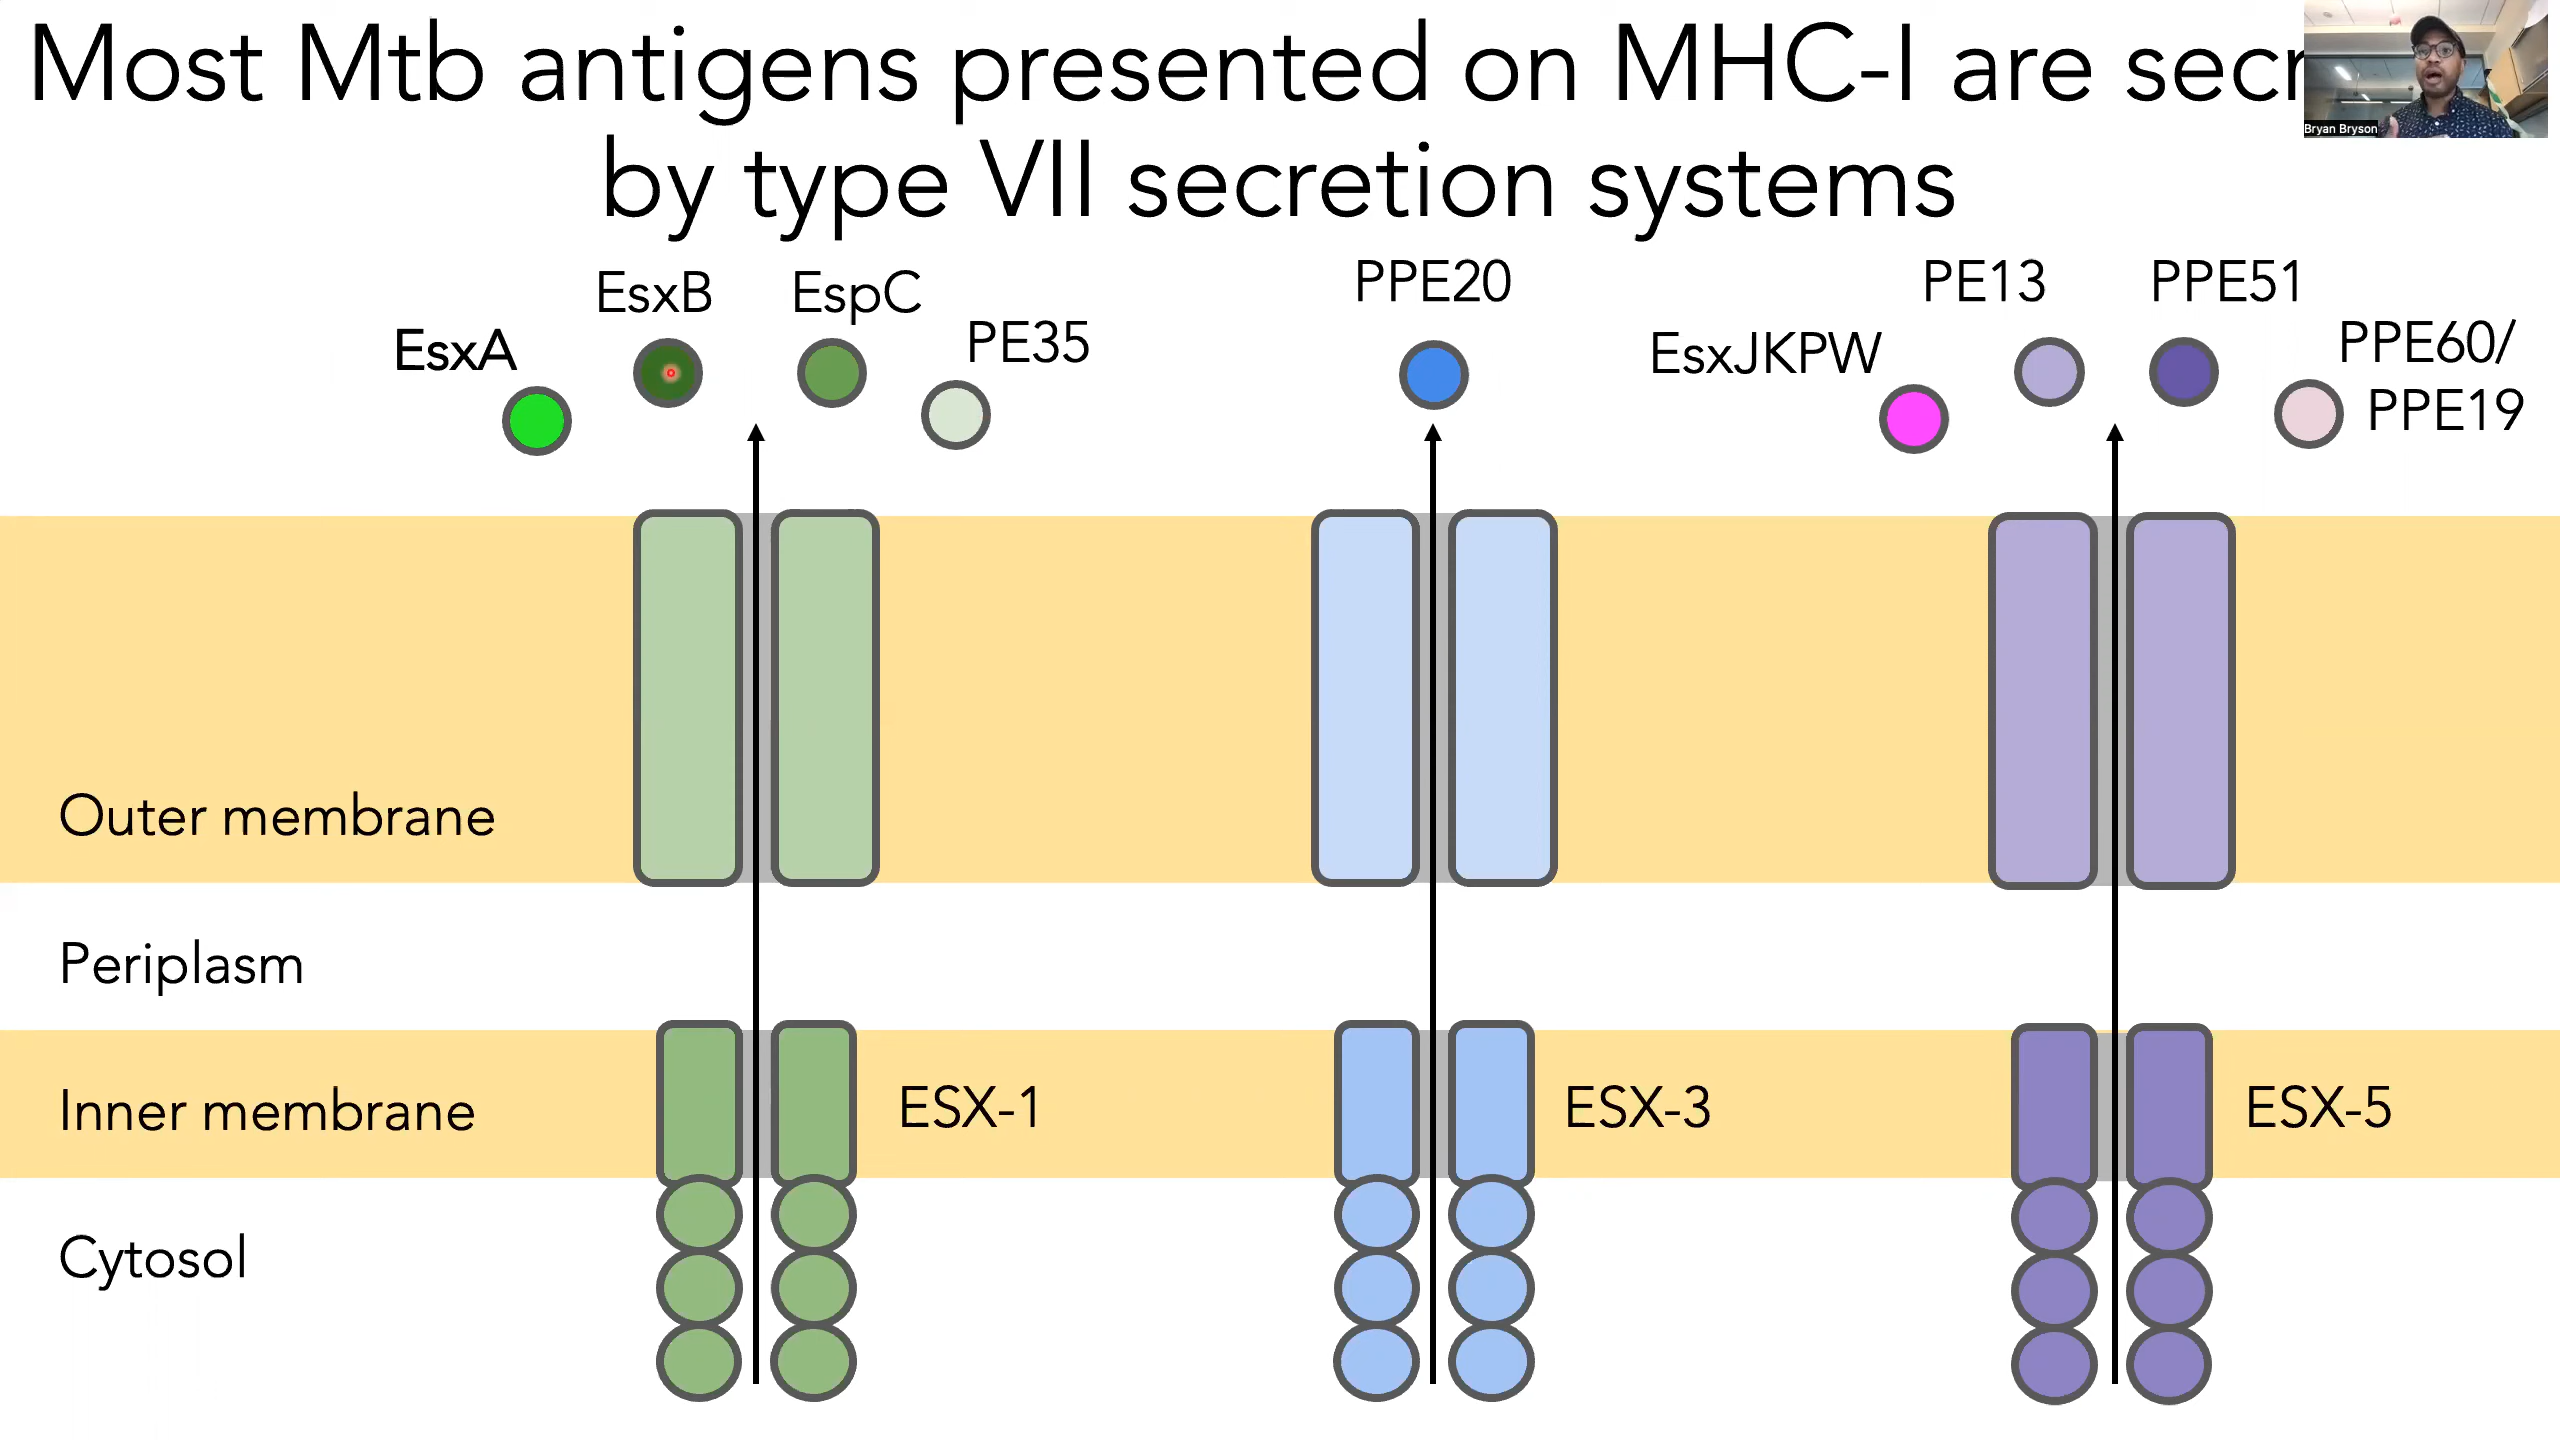 Most Mtb antigens presented on MHC-I are secr
by type VII secretion systems
Bryan Bryson
EsxA
EsxB
EspC
PE35
PPE20
EsxJKPW
PE13
PPE51
PPE60/
PPE19
Outer membrane
Periplasm
Inner membrane
ESX-1
ESX-3
ESX-5
Cytosol